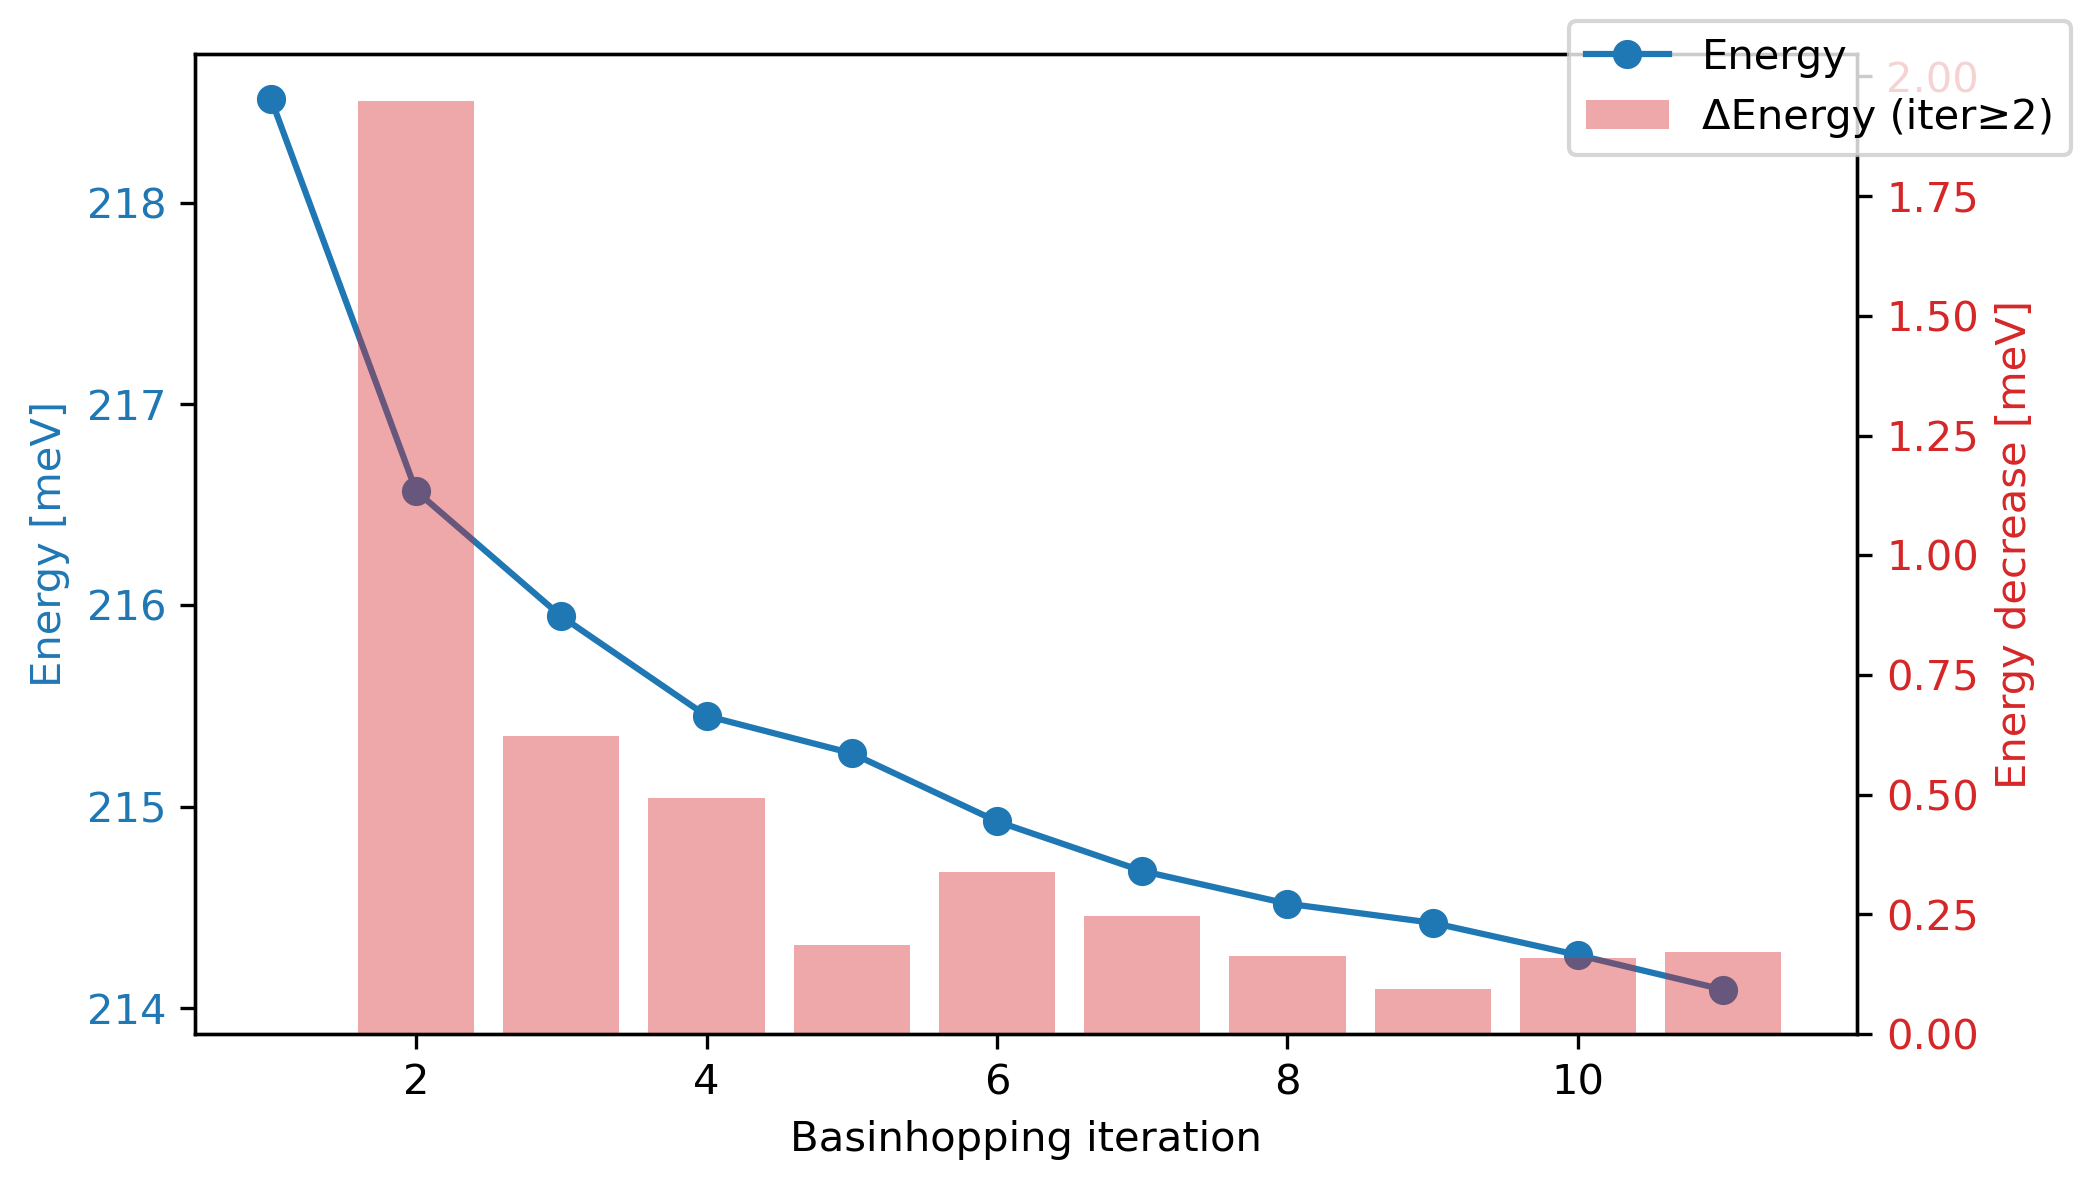 Energy
ΔEnergy (iter≥2)
Energy [meV]
218
217
216
215
214
2.00
1.75
1.50
1.25
1.00
0.75
0.50
0.25
0.00
Energy decrease [meV]
2 4 6 8 10
Basinhopping iteration